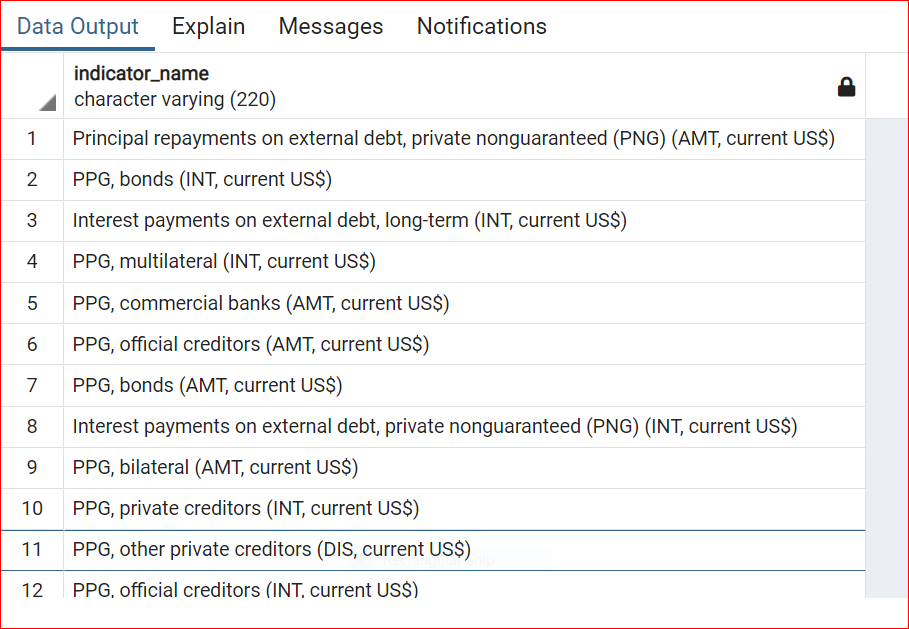 Data Output Explain Messages Notifications
indicator_name
character varying (220)
1 Principal repayments on external debt, private nonguaranteed (PNG) (AMT, current US$)
2 PPG, bonds (INT, current US$)
3 Interest payments on external debt, long-term (INT, current US$)
4 PPG, multilateral (INT, current US$)
5 PPG, commercial banks (AMT, current US$)
6 PPG, official creditors (AMT, current US$)
7 PPG, bonds (AMT, current US$)
8 Interest payments on external debt, private nonguaranteed (PNG) (INT, current US$)
9 PPG, bilateral (AMT, current US$)
10 PPG, private creditors (INT, current US$)
11 PPG, other private creditors (DIS, current US$)
12 PPG, official creditors (INT, current US$)